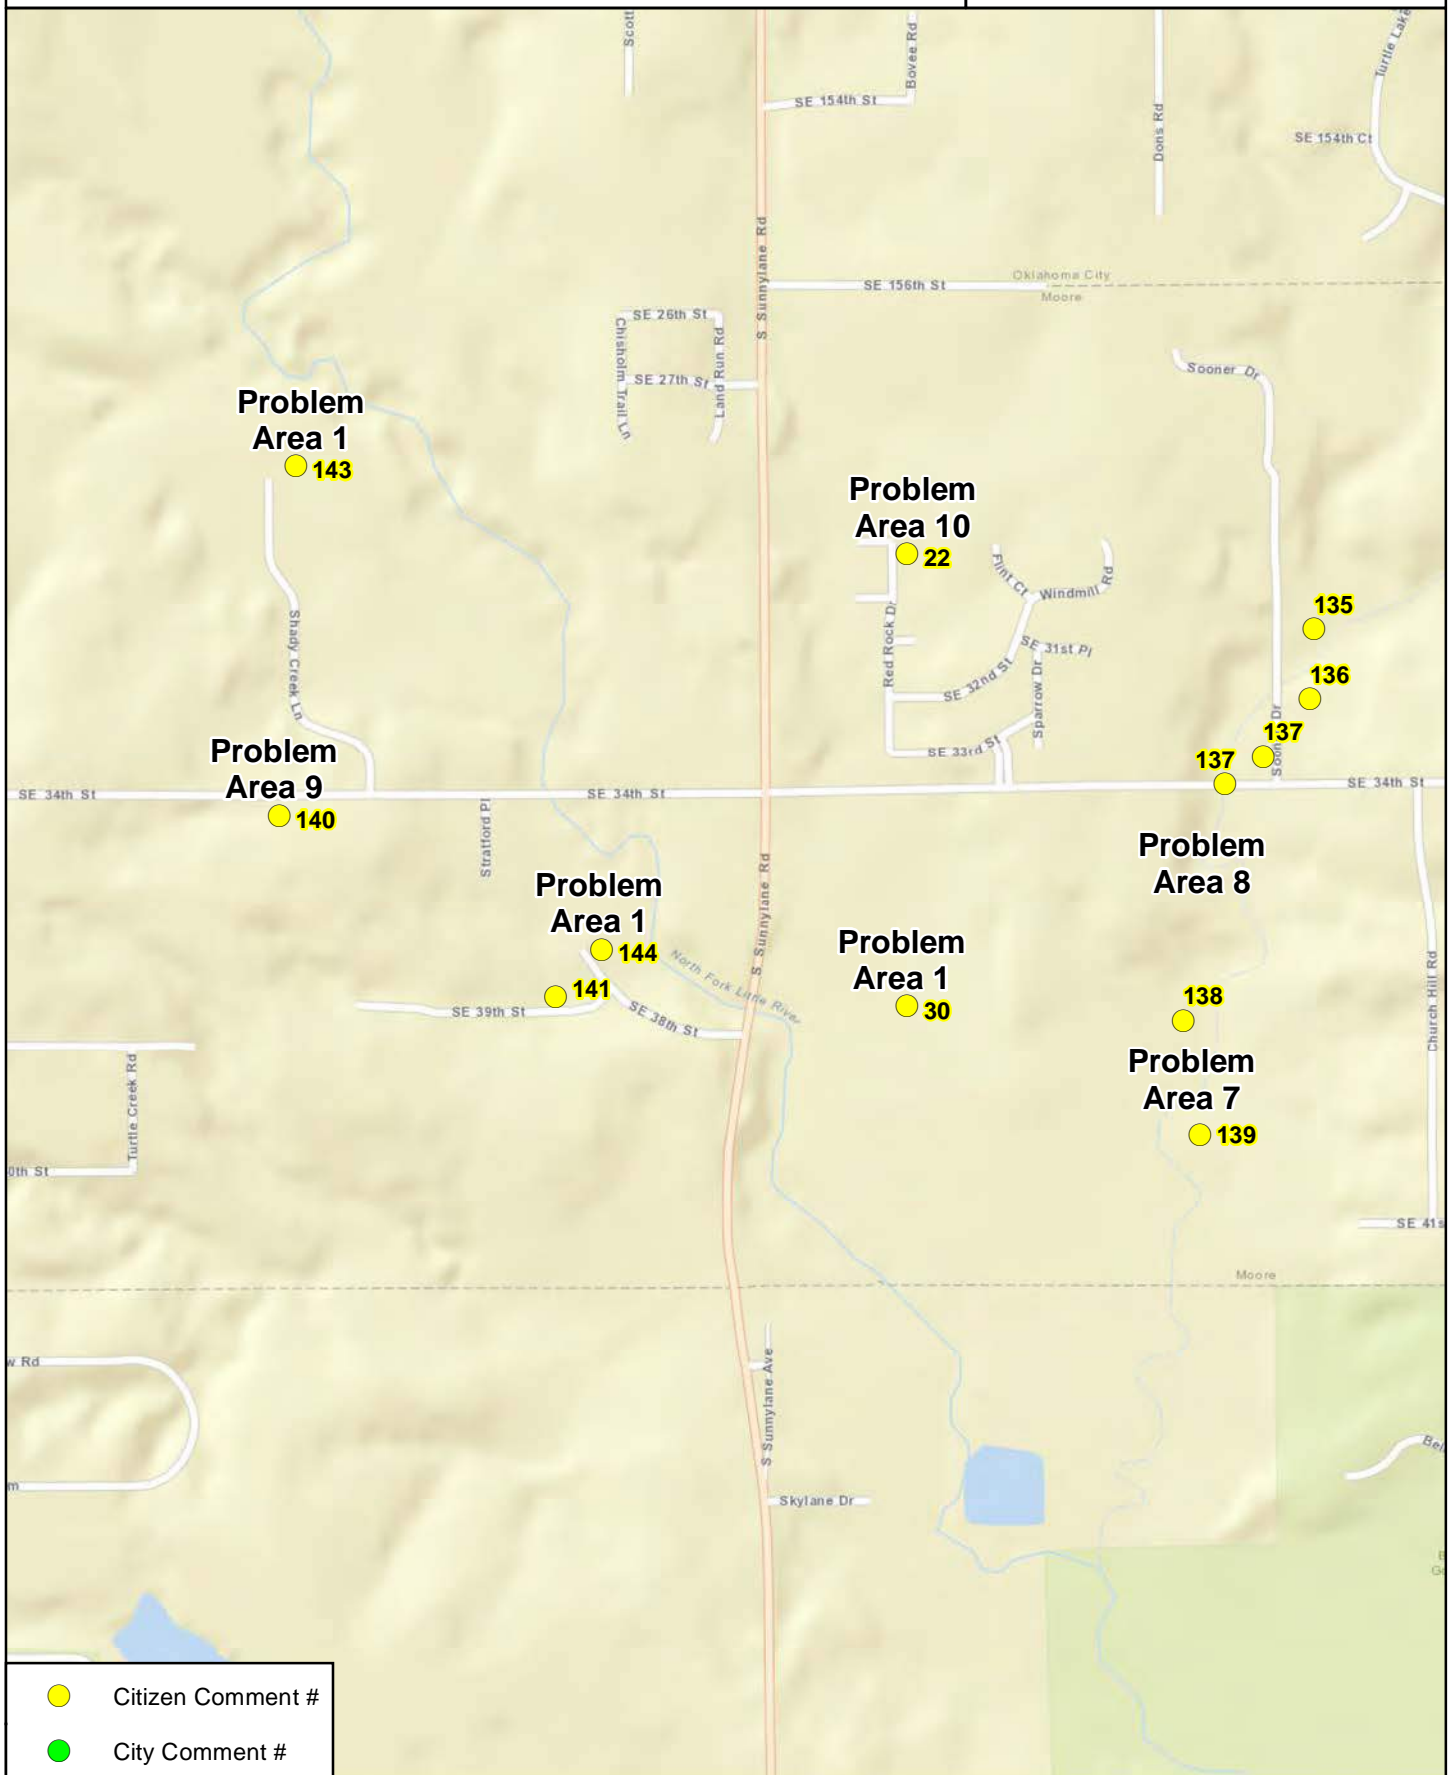 Scott
Bovee Rd
Turtle Lake
SE 154th St
Dons Rd
SE 154th Ct
S Sunnylane Rd
Oklahoma City
SE 156th St
Moore
SE 26th St
Chisholm Trail Ln
Land Run Rd
SE 27th St
Sooner Dr
Problem
Area 1
143
Problem
Area 10
22
Flint Ct
Windmill Rd
135
Red Rock Dr
SE 31st Pl
Shady Creek Ln
SE 32nd St
Sparrow Dr
136
Problem
Area 9
SE 33rd St
137
137
SE 34th St
SE 34th St
SE 34th St
140
Stratford Pl
Problem
Area 8
Problem
Area 1
144
S Sunnylane Rd
Problem
Area 1
30
North Fork Little River
Church Hill Rd
141
138
SE 39th St
SE 38th St
Turtle Creek Rd
Problem
Area 7
139
0th St
SE 41s
Moore
w Rd
S Sunnylane Ave
Bel
m
Skylane Dr
Citizen Comment #
City Comment #